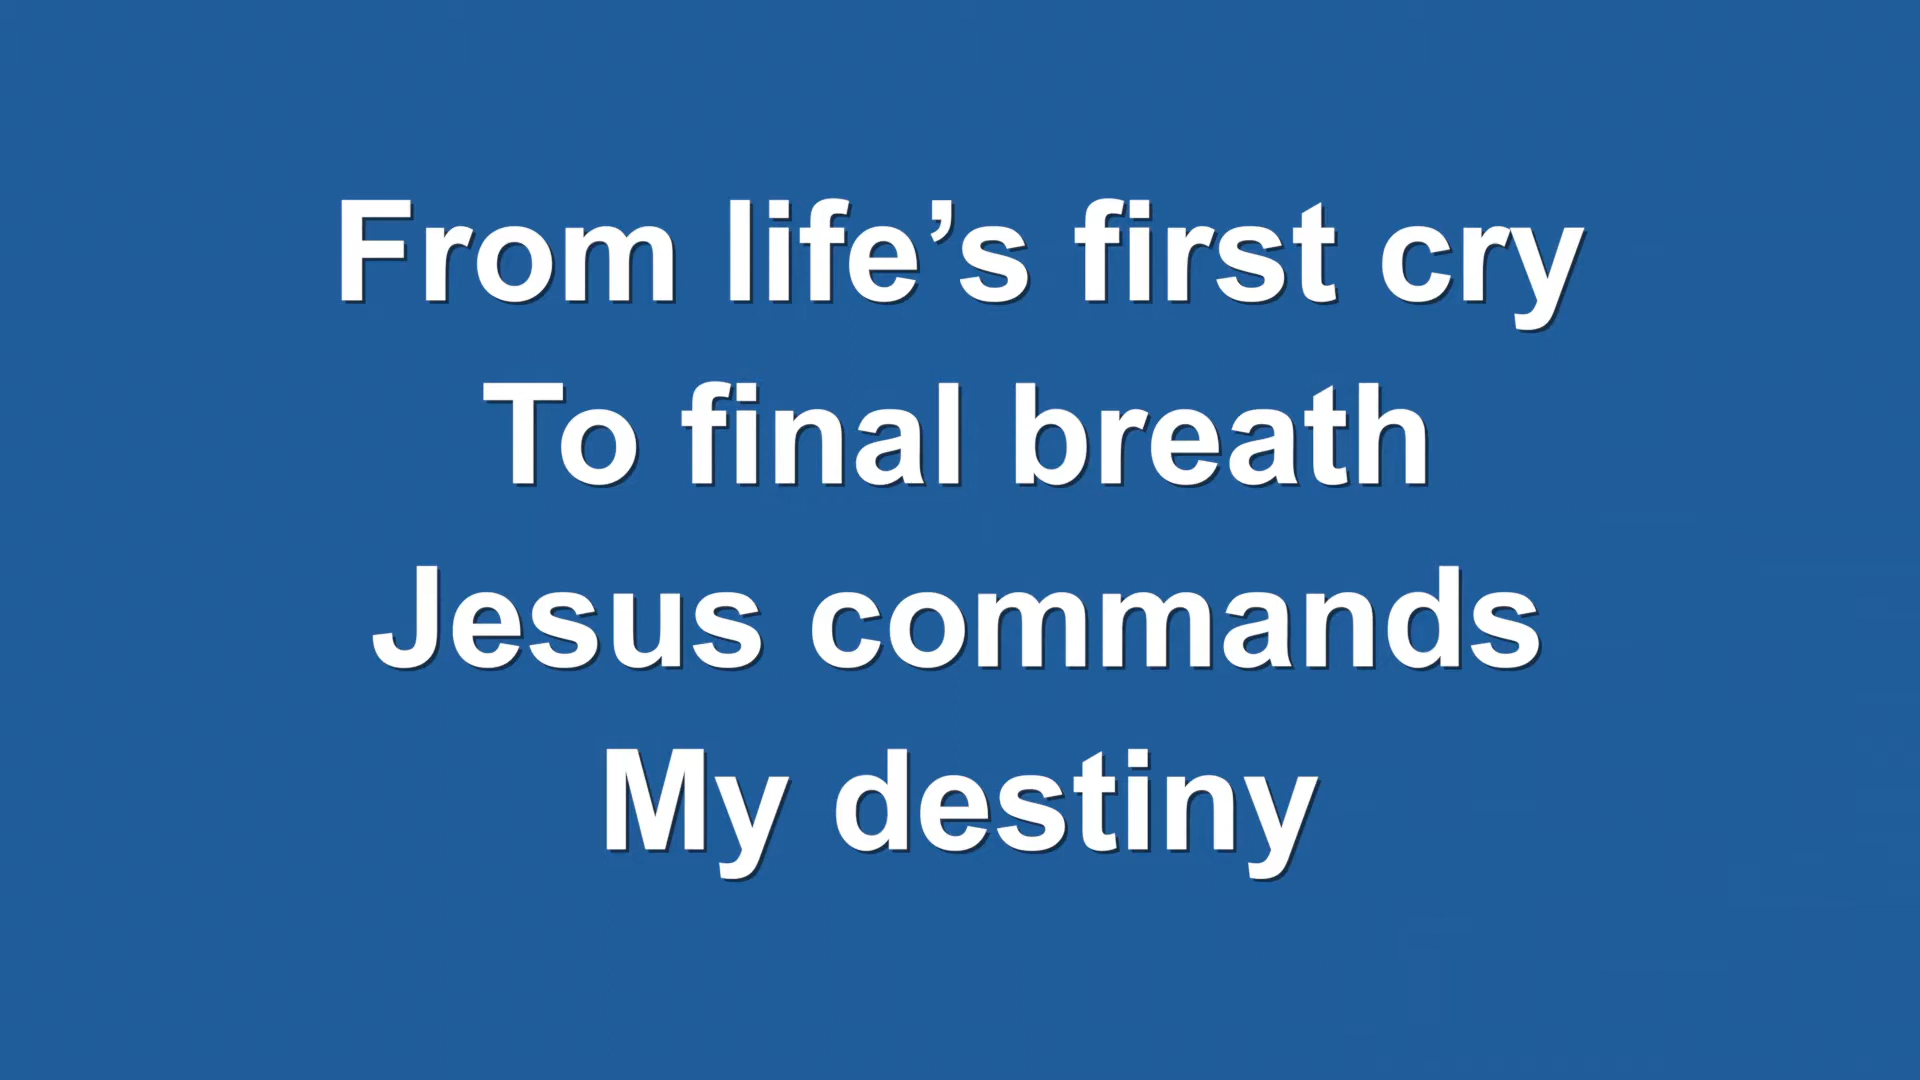 From life’s first cry
To final breath
Jesus commands
My destiny